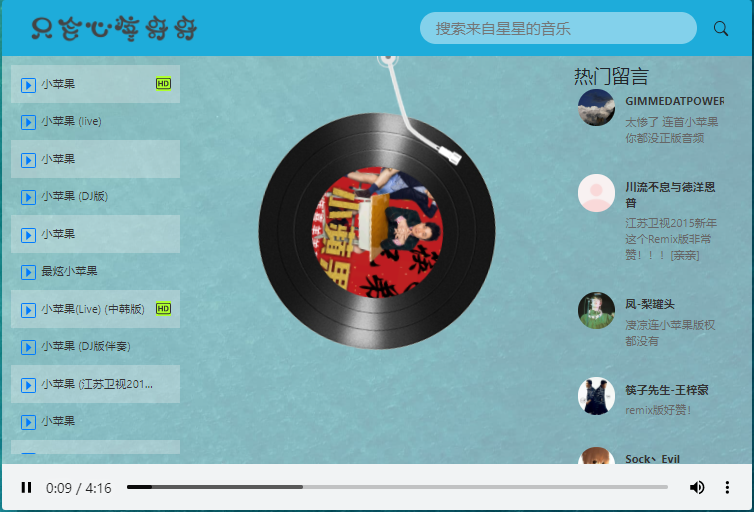 只会心疼哥哥
搜索来自星星的音乐
小苹果
HD
小苹果 (live)
小苹果
小苹果 (DJ版)
小苹果
最炫小苹果
小苹果(Live) (中韩版)
HD
小苹果 (DJ版伴奏)
小苹果 (江苏卫视201...
小苹果
热门留言
GIMMEDATPOWER
太惨了 连首小苹果
你都没正版音频
川流不息与徳洋恩
普
江苏卫视2015新年
这个Remix版非常
赞！！！[亲亲]
凤-梨罐头
凄凉连小苹果版权
都没有
筷子先生-王梓豪
remix版好赞！
Sock丶Evil
0:09 / 4:16